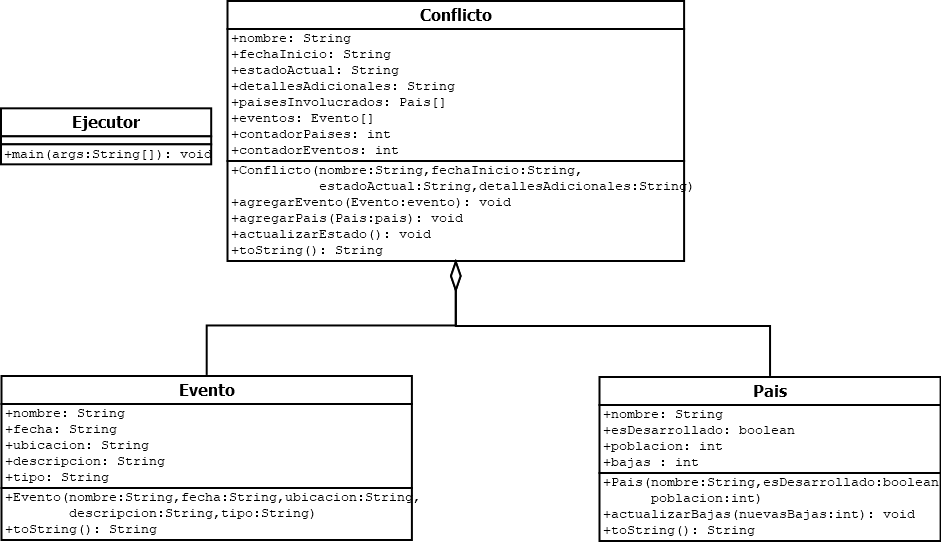 Conflicto
+nombre: String
+fechaInicio: String
+estadoActual: String
+detallesAdicionales: String
+paisesInvolucrados: Pais[]
+eventos: Evento[]
+contadorPaises: int
+contadorEventos: int
+Conflicto(nombre:String,fechaInicio:String,
estadoActual:String,detallesAdicionales:String)
+agregarEvento(Evento:evento): void
+agregarPais(Pais:pais): void
+actualizarEstado(): void
+toString(): String
Ejecutor
+main(args:String[]): void
Evento
+nombre: String
+fecha: String
+ubicacion: String
+descripcion: String
+tipo: String
+Evento(nombre:String,fecha:String,ubicacion:String,
descripcion:String,tipo:String)
+toString(): String
Pais
+nombre: String
+esDesarrollado: boolean
+poblacion: int
+bajas : int
+Pais(nombre:String,esDesarrollado:boolean
poblacion:int)
+actualizarBajas(nuevasBajas:int): void
+toString(): String